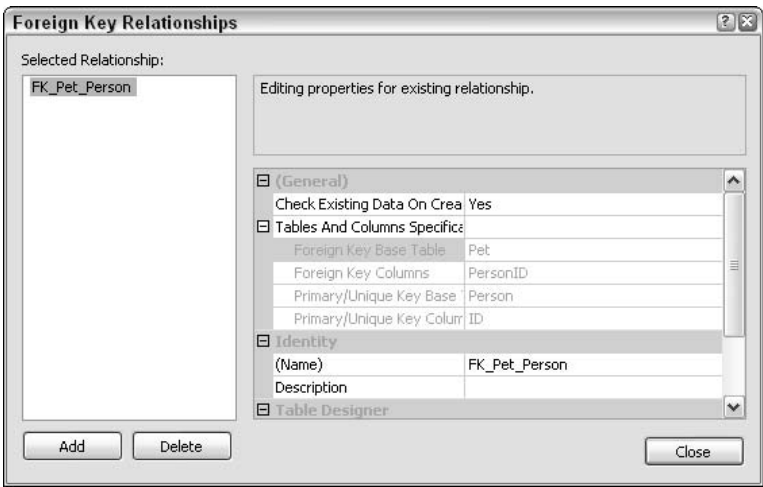 Foreign Key Relationships
Selected Relationship:
FK_Pet_Person
Editing properties for existing relationship.
(General)
Check Existing Data On Crea Yes
Tables And Columns Specifica
Foreign Key Base Table Pet
Foreign Key Columns PersonID
Primary/Unique Key Base Person
Primary/Unique Key Colum ID
Identity
(Name) FK_Pet_Person
Description
Table Designer
Add Delete Close